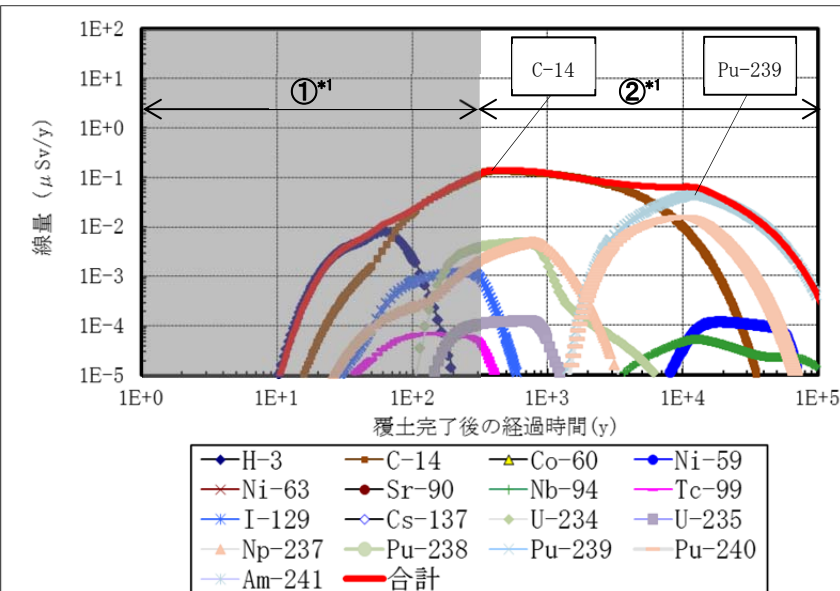 1E+2
1E+1
1E+0
1E-1
1E-2
1E-3
1E-4
1E-5
線量 (μSv/y)
①*1
②*1
C-14
Pu-239
1E+0 1E+1 1E+2 1E+3 1E+4 1E+5
覆土完了後の経過時間(y)
H-3 C-14 Co-60 Ni-59
Ni-63 Sr-90 Nb-94 Tc-99
I-129 Cs-137 U-234 U-235
Np-237 Pu-238 Pu-239 Pu-240
Am-241 合計